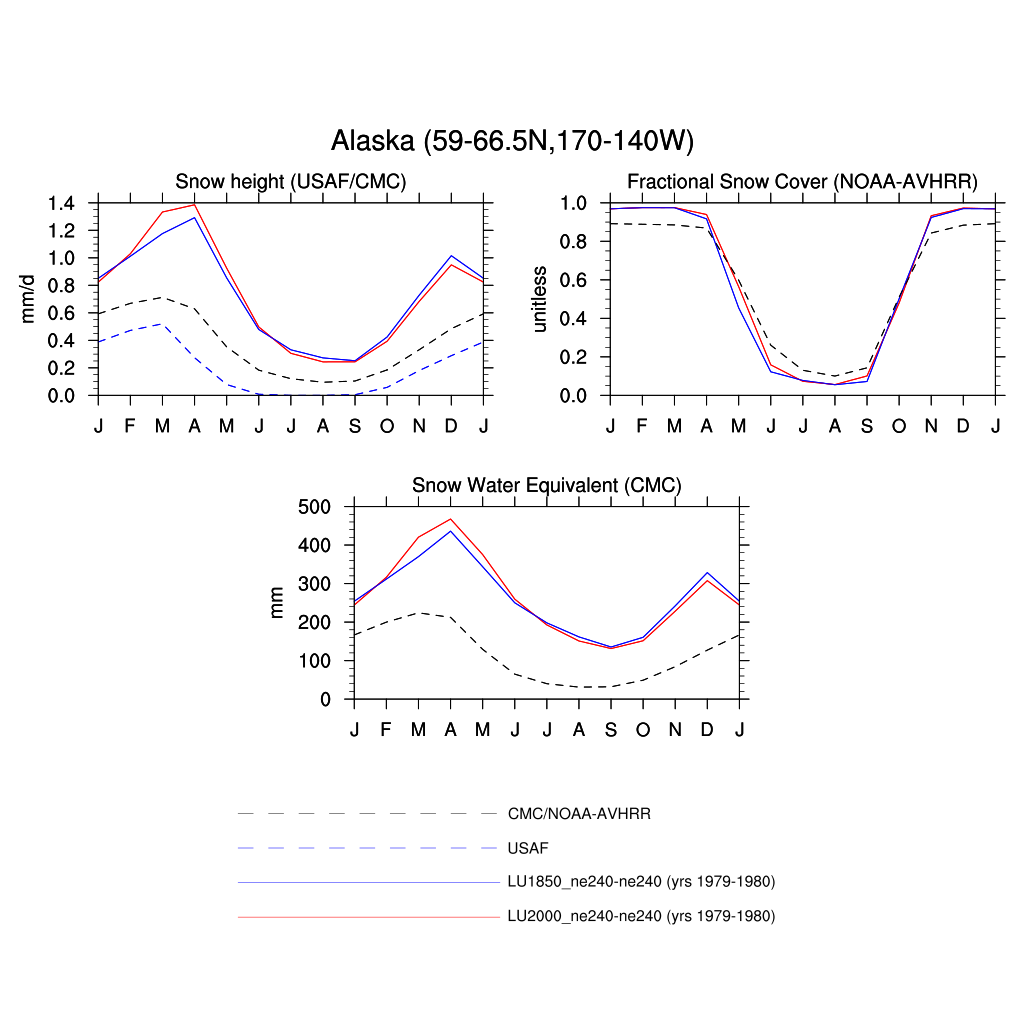 Alaska (59-66.5N,170-140W)
Snow height (USAF/CMC)
1.4
1.2
1.0
0.8
0.6
0.4
0.2
0.0
mm/d
J F M A M J J A S O N D J
Fractional Snow Cover (NOAA-AVHRR)
1.0
0.8
0.6
0.4
0.2
0.0
unitless
J F M A M J J A S O N D J
Snow Water Equivalent (CMC)
500
400
300
200
100
0
mm
J F M A M J J A S O N D J
CMC/NOAA-AVHRR
USAF
LU1850_ne240-ne240 (yrs 1979-1980)
LU2000_ne240-ne240 (yrs 1979-1980)